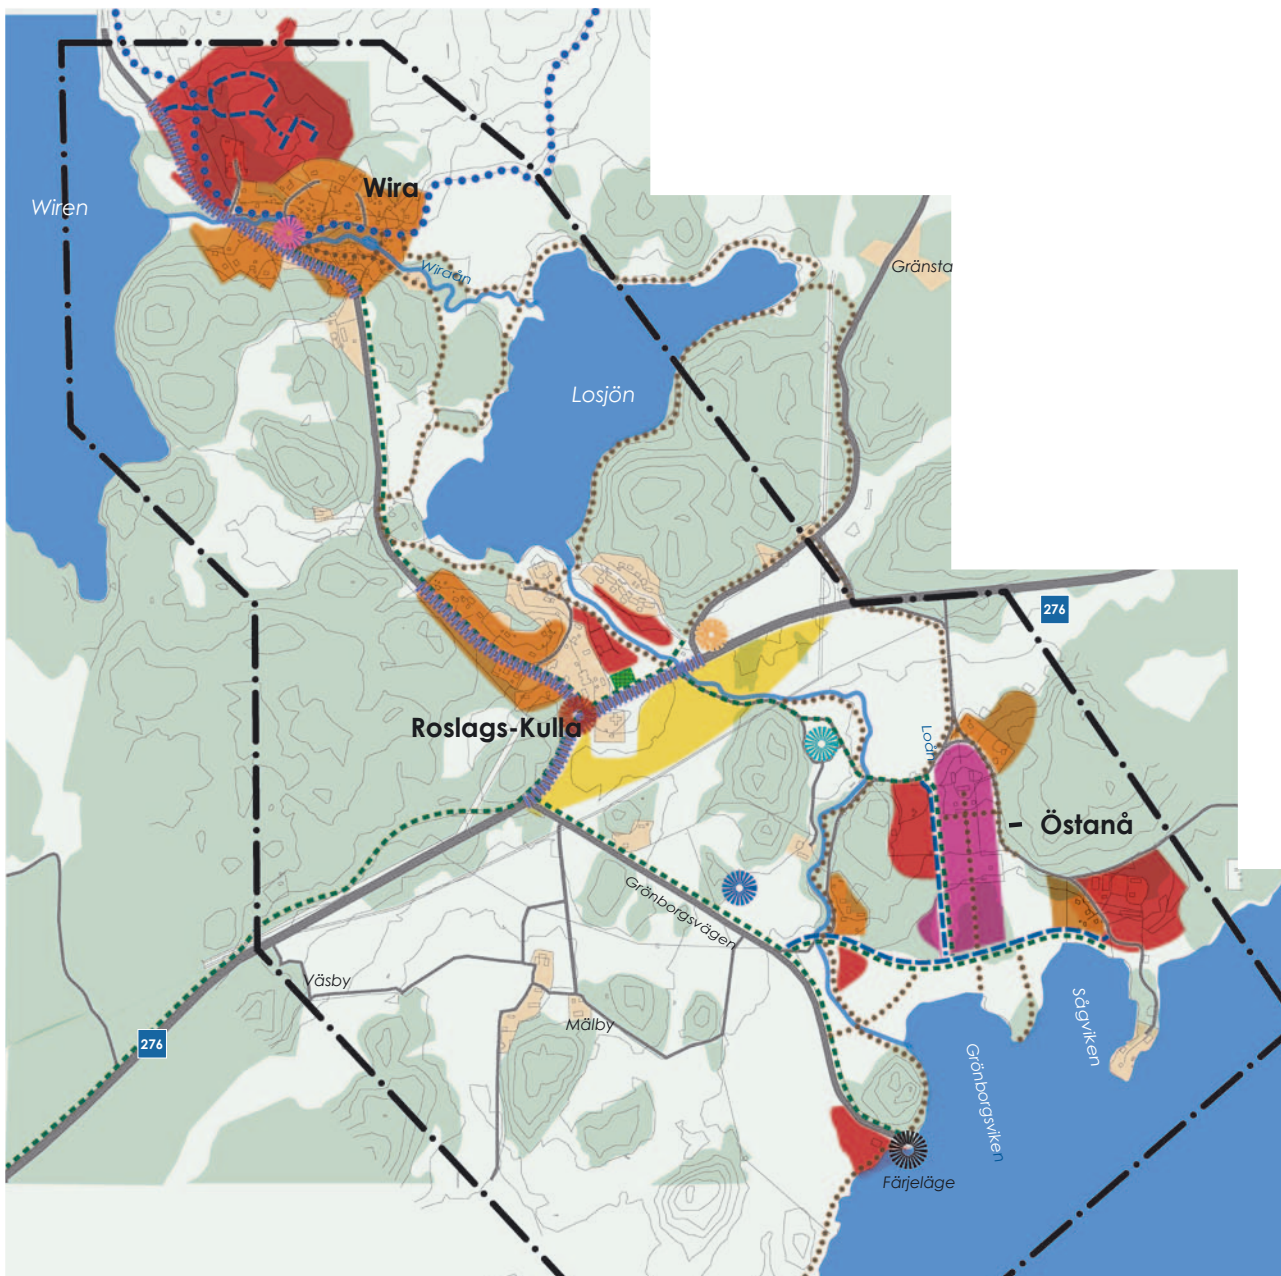 Wira
Wiren
Wiraån
Gränsta
Losjön
276
Roslags-Kulla
Loån
Östanå
Grönborgsvägen
Väsby
Mälby
Sågviken
276
Grönborgsviken
Färjeläge